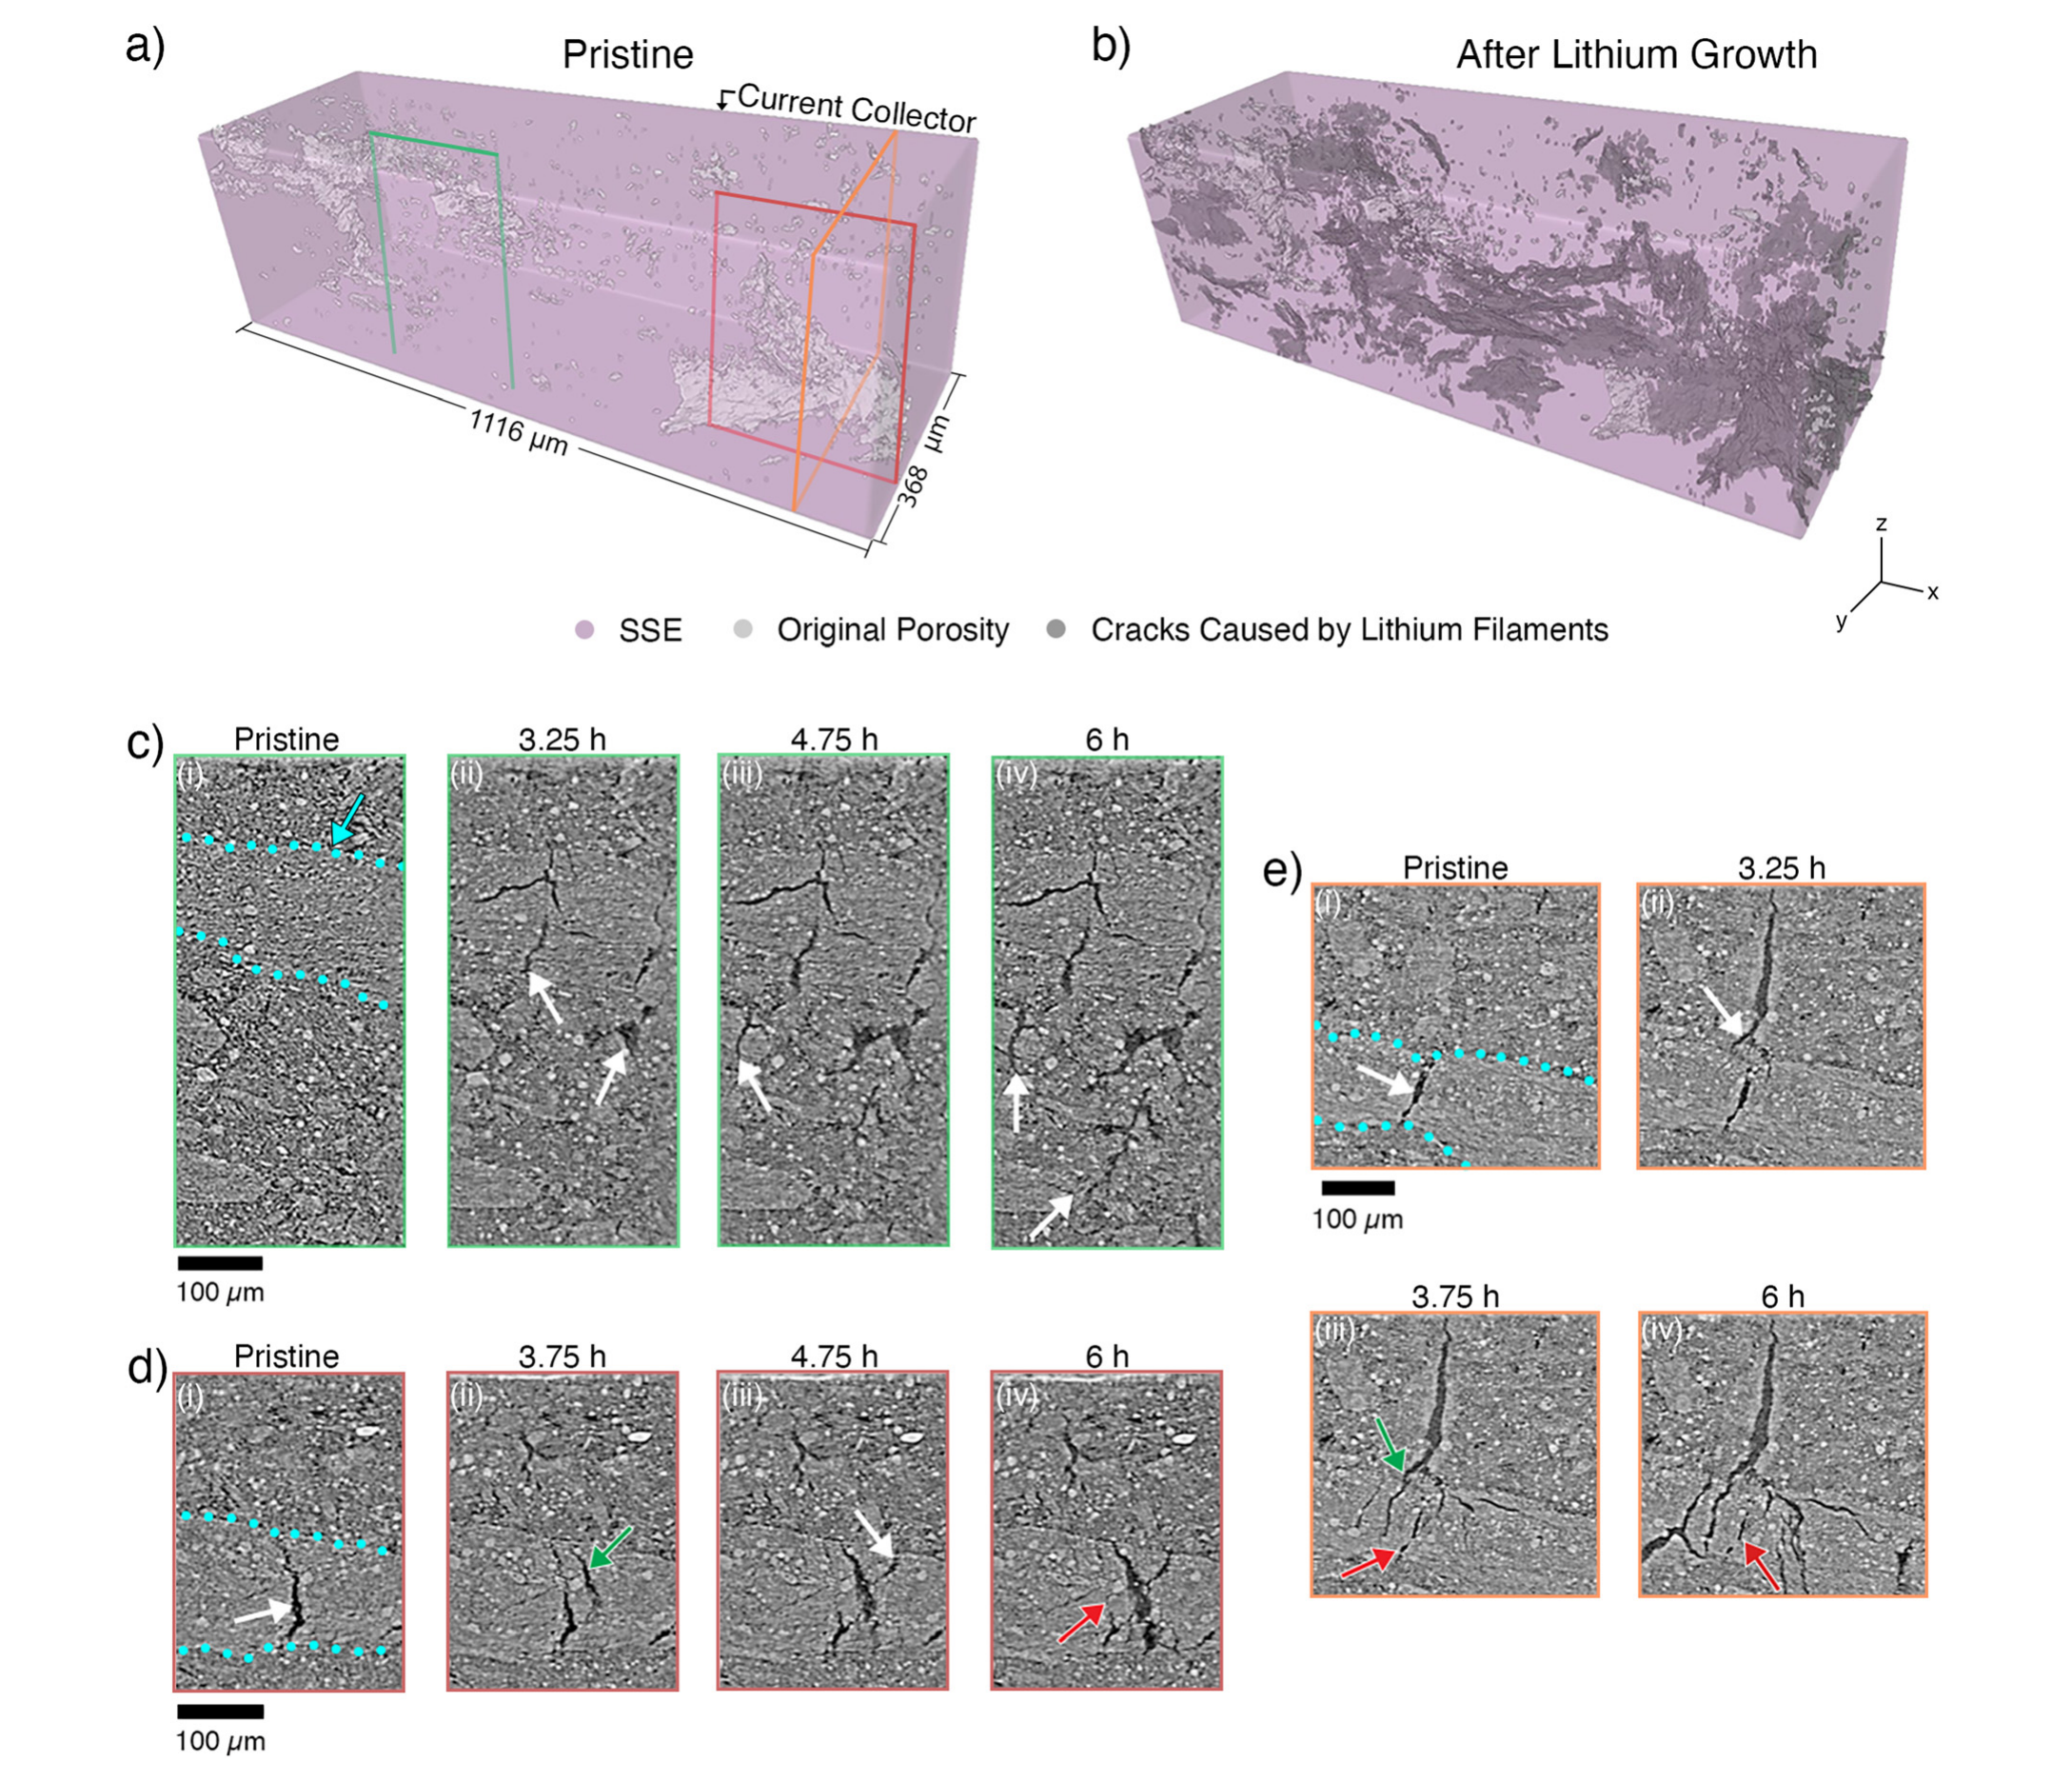 a)
Pristine
Current Collector
1116 µm
368 µm
b)
After Lithium Growth
z
x
y
SSE
Original Porosity
Cracks Caused by Lithium Filaments
c)
Pristine
3.25 h
4.75 h
6 h
(i)
(ii)
(iii)
(iv)
100 µm
d)
Pristine
3.75 h
4.75 h
6 h
(i)
(ii)
(iii)
(iv)
100 µm
e)
Pristine
3.25 h
(i)
(ii)
100 µm
3.75 h
6 h
(iii)
(iv)